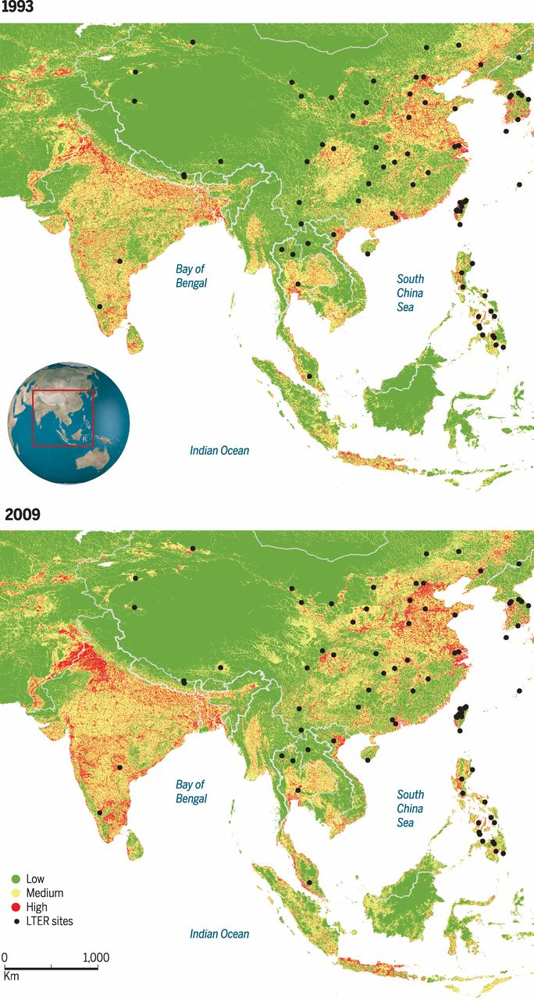 1993
Bay of
Bengal
South
China
Sea
Indian Ocean
2009
Bay of
Bengal
South
China
Sea
Low
Medium
High
LTER sites
Indian Ocean
0 1,000
Km